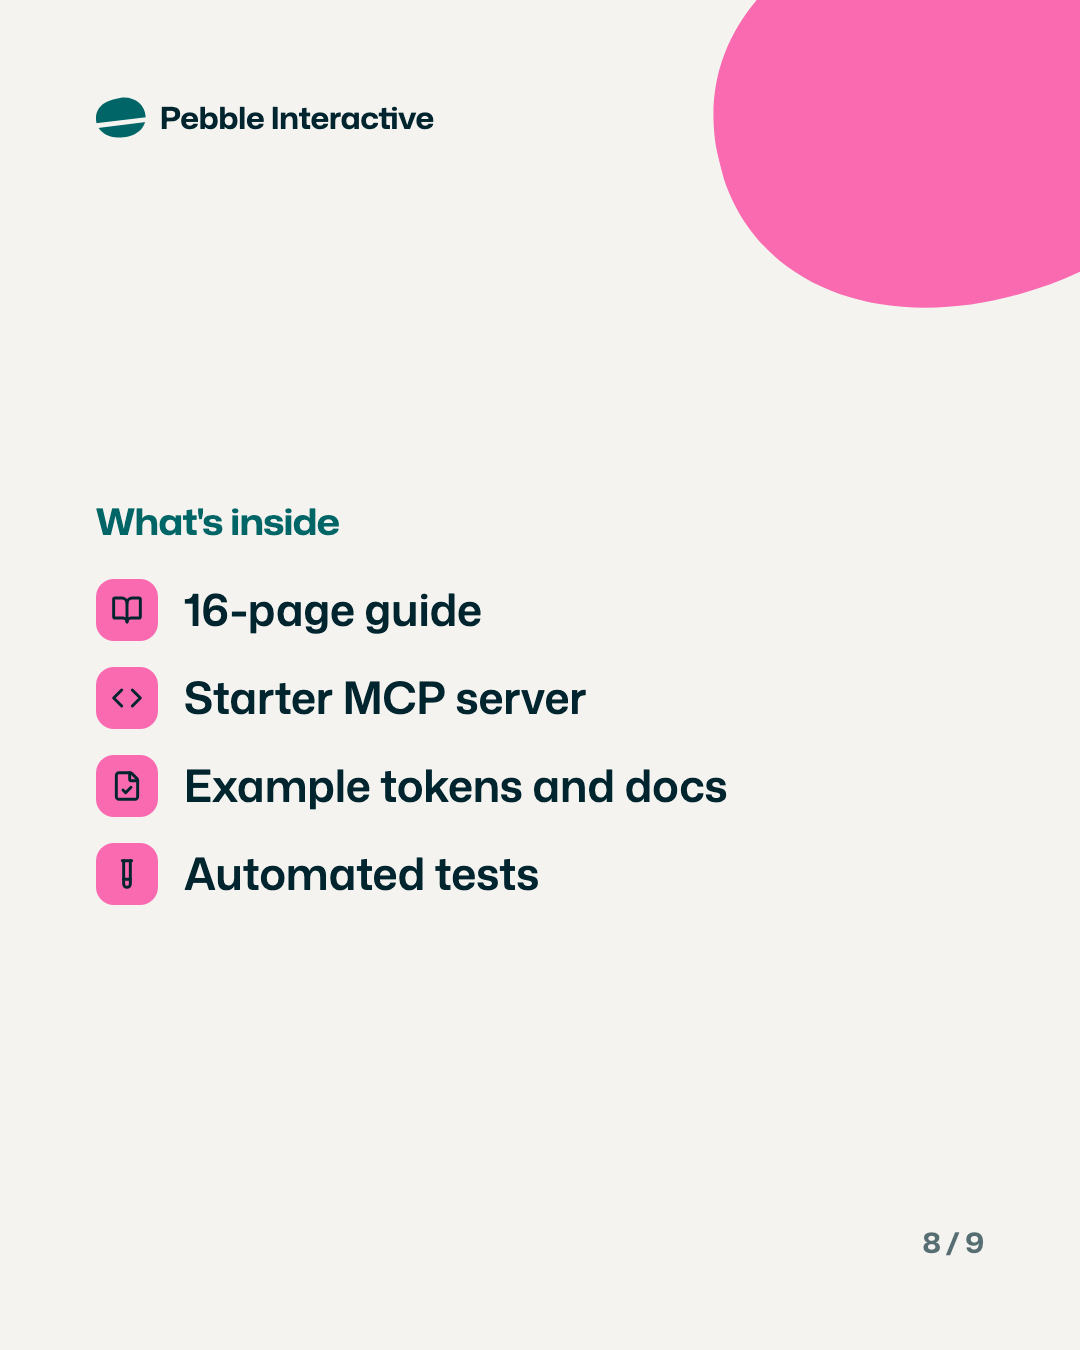 Pebble Interactive
What's inside
16-page guide
Starter MCP server
Example tokens and docs
Automated tests
8 / 9